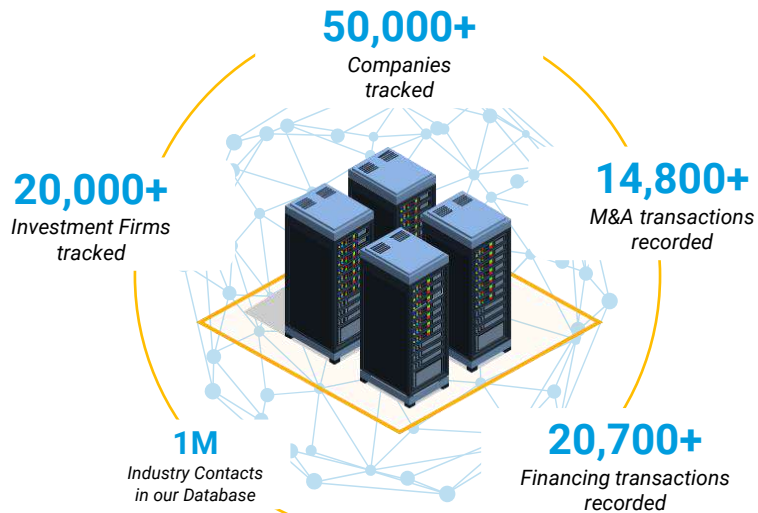 50,000+
Companies
tracked
20,000+
Investment Firms
tracked
14,800+
M&A transactions
recorded
1M
Industry Contacts
in our Database
20,700+
Financing transactions
recorded